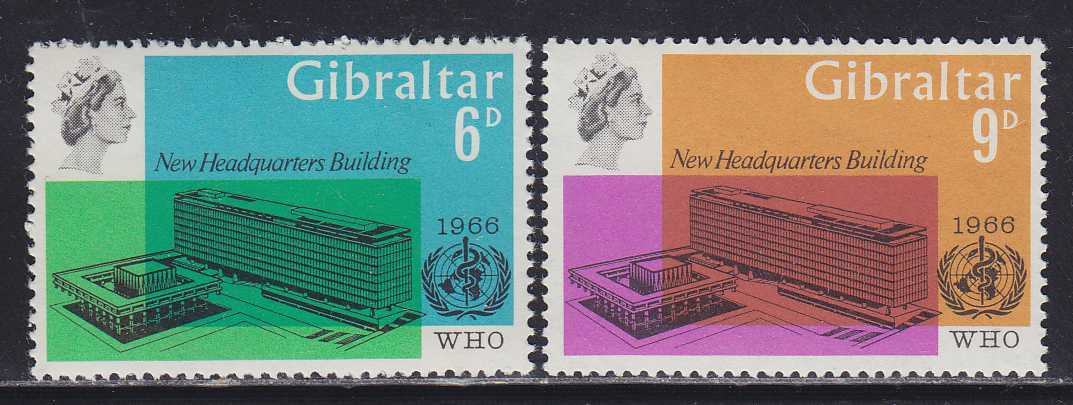 Gibraltar
6D
New Headquarters Building
1966
WHO
Gibraltar
9D
New Headquarters Building
1966
WHO